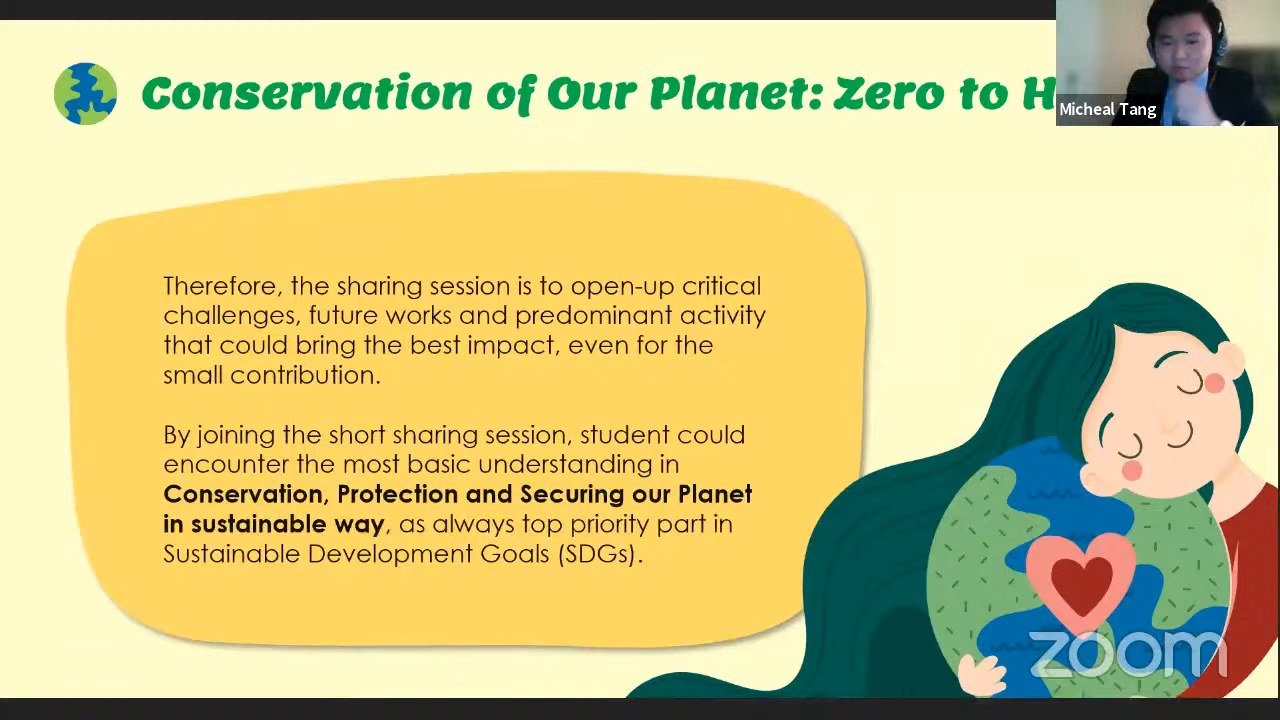 Conservation of Our Planet: Zero to H
Micheal Tang
Therefore, the sharing session is to open-up critical
challenges, future works and predominant activity
that could bring the best impact, even for the
small contribution.
By joining the short sharing session, student could
encounter the most basic understanding in
Conservation, Protection and Securing our Planet
in sustainable way, as always top priority part in
Sustainable Development Goals (SDGs).
zoom